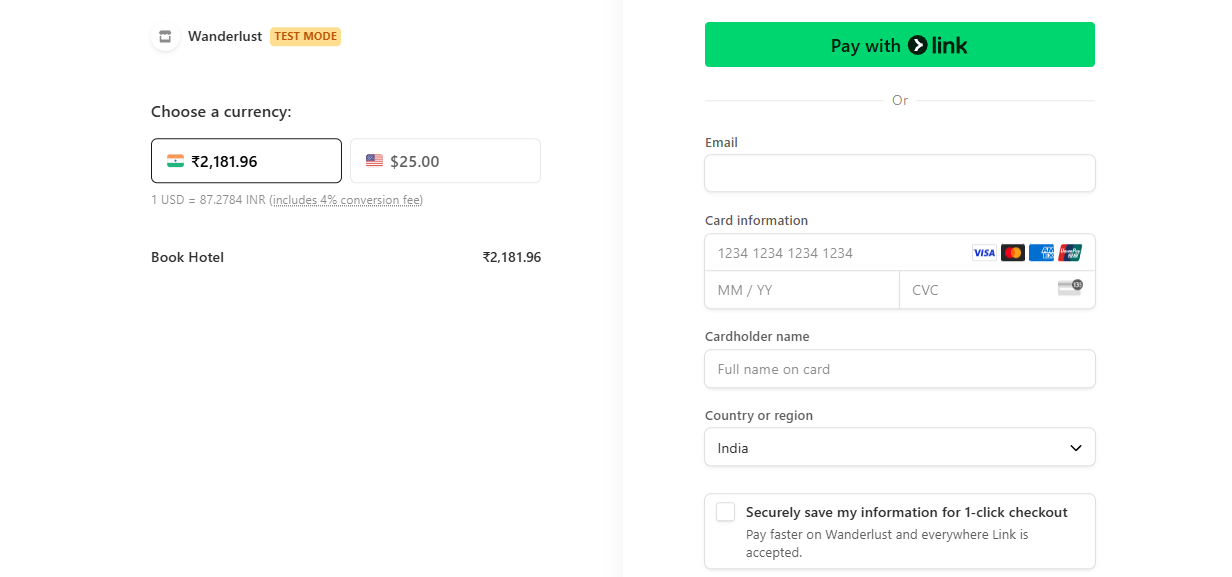 Wanderlust TEST MODE
Choose a currency:
₹2,181.96 $25.00
1 USD = 87.2784 INR (includes 4% conversion fee)
Book Hotel ₹2,181.96
Pay with link
Or
Email
Card information
1234 1234 1234 1234 VISA
MM / YY CVC
Cardholder name
Full name on card
Country or region
India
Securely save my information for 1-click checkout
Pay faster on Wanderlust and everywhere Link is
accepted.